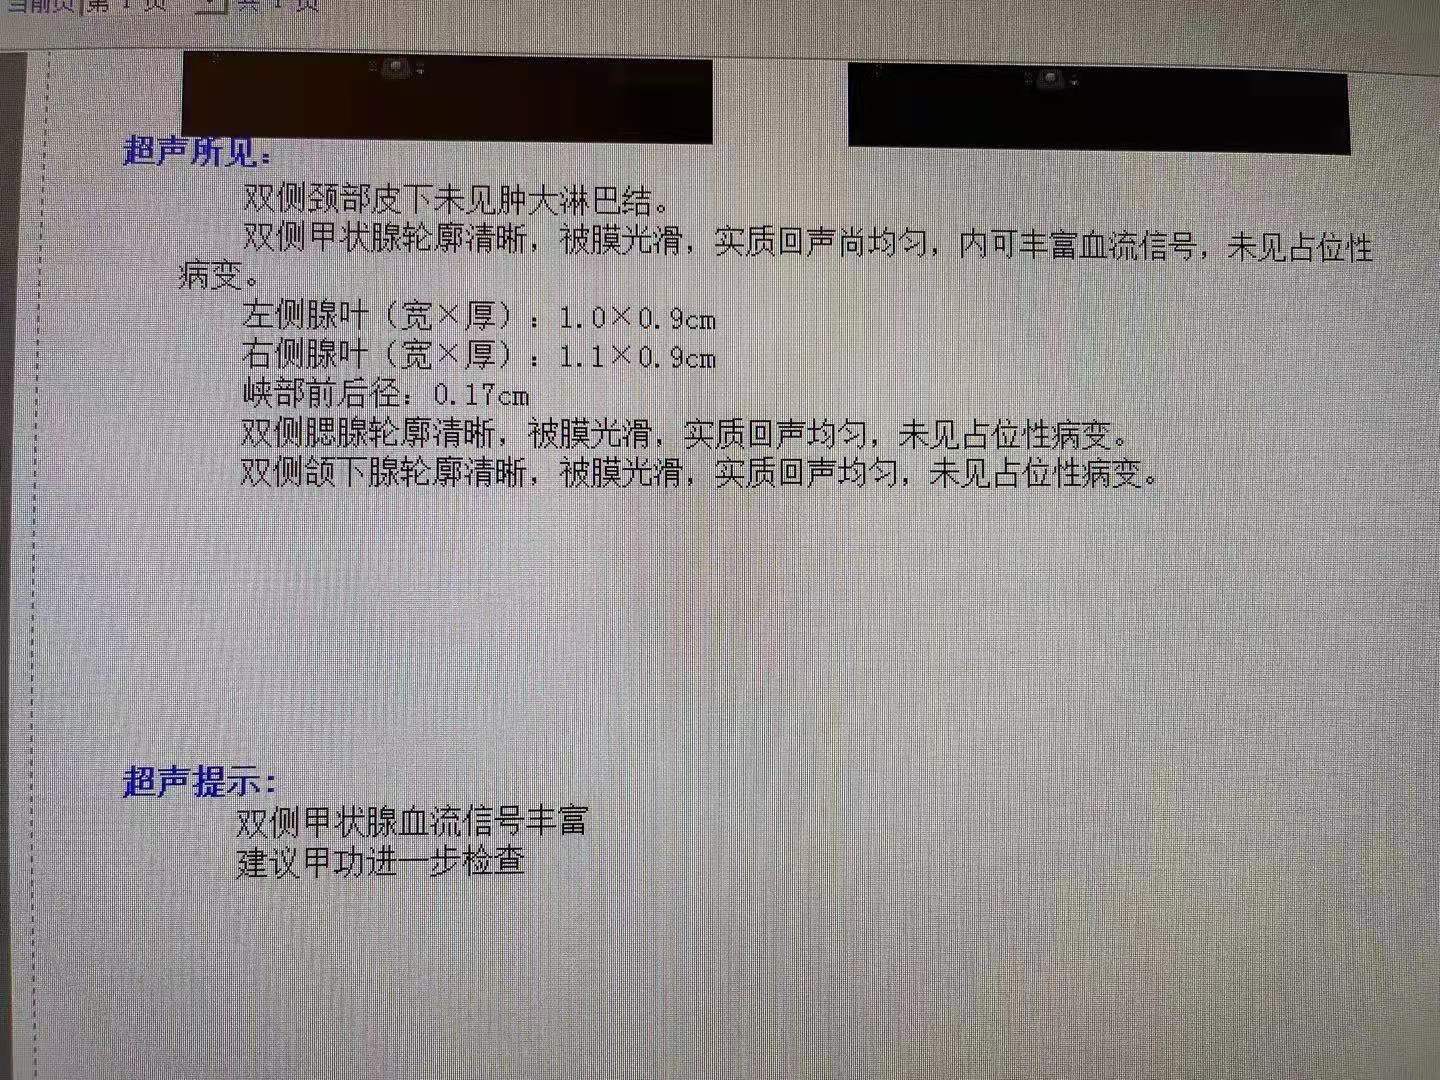 当前页 第 1 页 共 1 页
超声所见：
双侧颈部皮下未见肿大淋巴结。
双侧甲状腺轮廓清晰，被膜光滑，实质回声尚均匀，内可丰富血流信号，未见占位性
病变。
左侧腺叶（宽×厚）：1.0×0.9cm
右侧腺叶（宽×厚）：1.1×0.9cm
峡部前后径：0.17cm
双侧腮腺轮廓清晰，被膜光滑，实质回声均匀，未见占位性病变。
双侧颌下腺轮廓清晰，被膜光滑，实质回声均匀，未见占位性病变。
超声提示：
双侧甲状腺血流信号丰富
建议甲功进一步检查